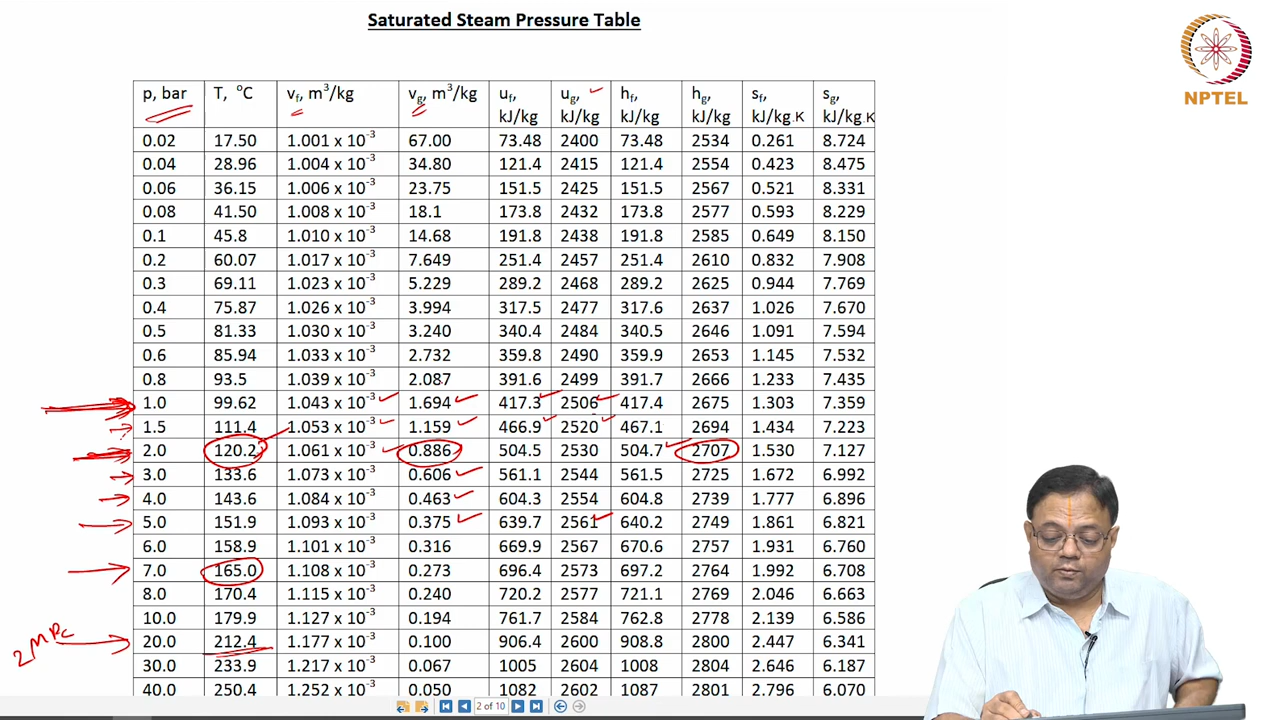 Saturated Steam Pressure Table
NPTEL
p, bar T, °C v_f, m³/kg v_g, m³/kg u_f, kJ/kg u_g, kJ/kg h_f, kJ/kg h_g, kJ/kg s_f, kJ/kg.K s_g, kJ/kg.K
0.02 17.50 1.001 x 10⁻³ 67.00 73.48 2400 73.48 2534 0.261 8.724
0.04 28.96 1.004 x 10⁻³ 34.80 121.4 2415 121.4 2554 0.423 8.475
0.06 36.15 1.006 x 10⁻³ 23.75 151.5 2425 151.5 2567 0.521 8.331
0.08 41.50 1.008 x 10⁻³ 18.1 173.8 2432 173.8 2577 0.593 8.229
0.1 45.8 1.010 x 10⁻³ 14.68 191.8 2438 191.8 2585 0.649 8.150
0.2 60.07 1.017 x 10⁻³ 7.649 251.4 2457 251.4 2610 0.832 7.908
0.3 69.11 1.023 x 10⁻³ 5.229 289.2 2468 289.2 2625 0.944 7.769
0.4 75.87 1.026 x 10⁻³ 3.994 317.5 2477 317.6 2637 1.026 7.670
0.5 81.33 1.030 x 10⁻³ 3.240 340.4 2484 340.5 2646 1.091 7.594
0.6 85.94 1.033 x 10⁻³ 2.732 359.8 2490 359.9 2653 1.145 7.532
0.8 93.5 1.039 x 10⁻³ 2.087 391.6 2499 391.7 2666 1.233 7.435
1.0 99.62 1.043 x 10⁻³ 1.694 417.3 2506 417.4 2675 1.303 7.359
1.5 111.4 1.053 x 10⁻³ 1.159 466.9 2520 467.1 2694 1.434 7.223
2.0 120.2 1.061 x 10⁻³ 0.886 504.5 2530 504.7 2707 1.530 7.127
3.0 133.6 1.073 x 10⁻³ 0.606 561.1 2544 561.5 2725 1.672 6.992
4.0 143.6 1.084 x 10⁻³ 0.463 604.3 2554 604.8 2739 1.777 6.896
5.0 151.9 1.093 x 10⁻³ 0.375 639.7 2561 640.2 2749 1.861 6.821
6.0 158.9 1.101 x 10⁻³ 0.316 669.9 2567 670.6 2757 1.931 6.760
7.0 165.0 1.108 x 10⁻³ 0.273 696.4 2573 697.2 2764 1.992 6.708
8.0 170.4 1.115 x 10⁻³ 0.240 720.2 2577 721.1 2769 2.046 6.663
10.0 179.9 1.127 x 10⁻³ 0.194 761.7 2584 762.8 2778 2.139 6.586
20.0 212.4 1.177 x 10⁻³ 0.100 906.4 2600 908.8 2800 2.447 6.341
30.0 233.9 1.217 x 10⁻³ 0.067 1005 2604 1008 2804 2.646 6.187
40.0 250.4 1.252 x 10⁻³ 0.050 1082 2602 1087 2801 2.796 6.070
2 of 10